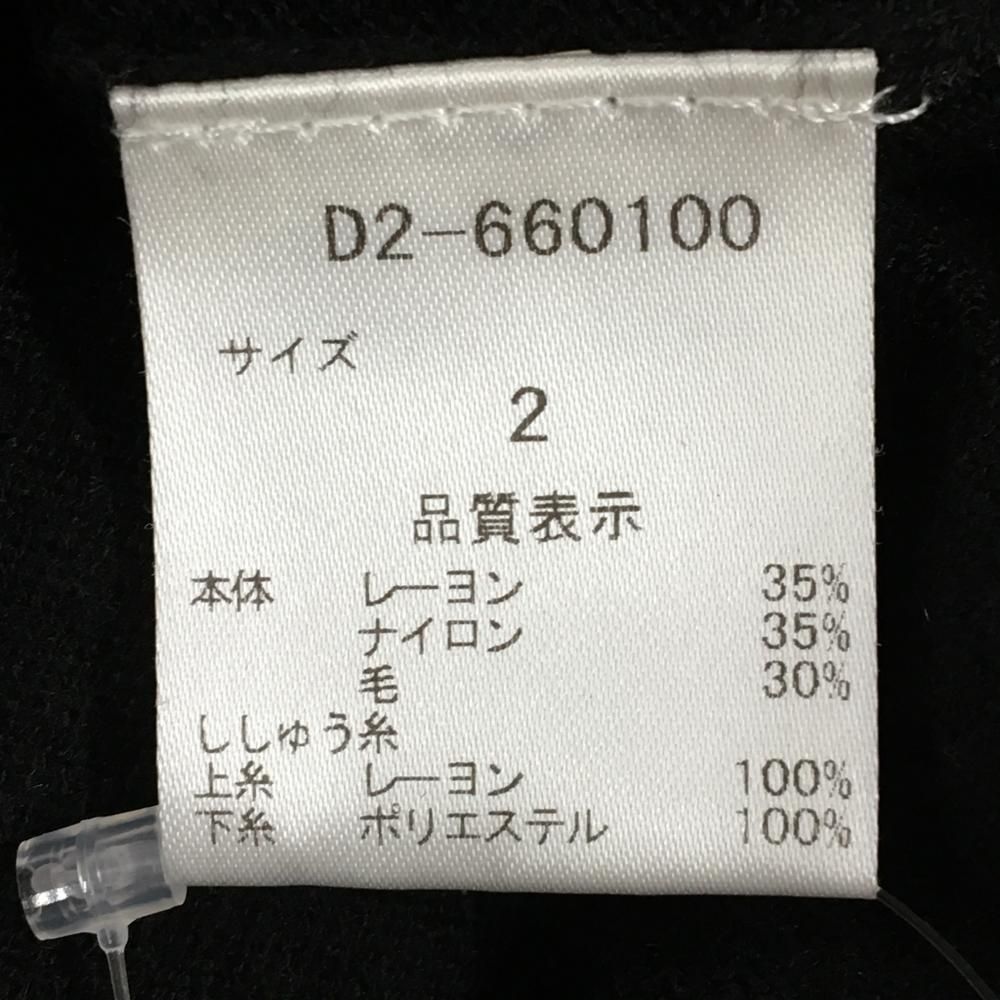 D2-660100
サイズ
2
品質表示
本体 レーヨン 35%
ナイロン 35%
毛 30%
ししゅう糸
上糸 レーヨン 100%
下糸 ポリエステル 100%